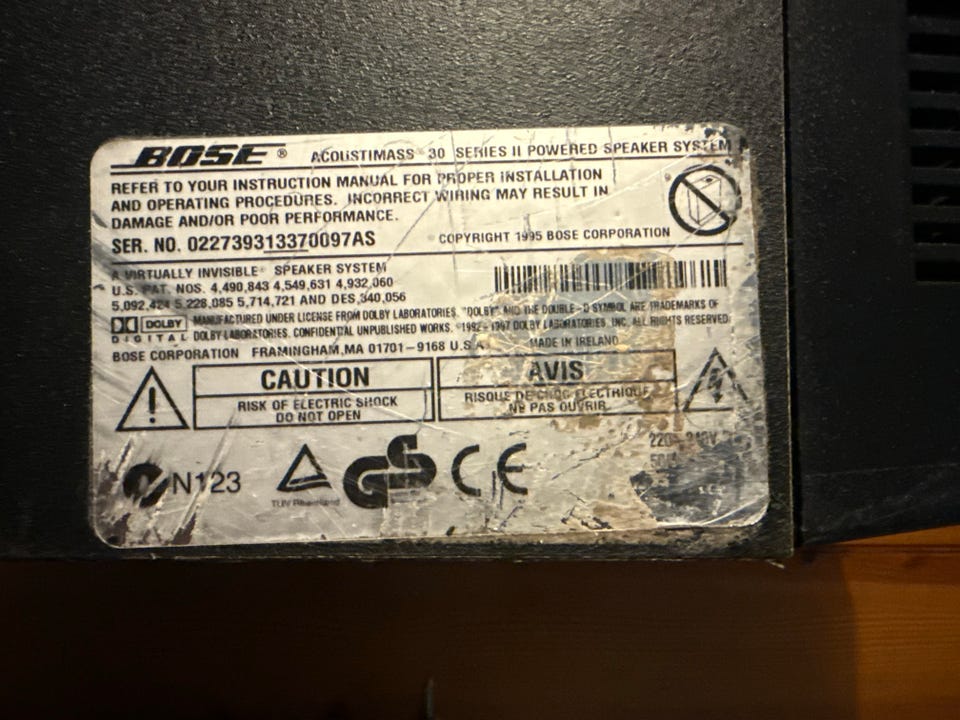 BOSE ® ACOUSTIMASS® 30 SERIES II POWERED SPEAKER SYSTEM
REFER TO YOUR INSTRUCTION MANUAL FOR PROPER INSTALLATION
AND OPERATING PROCEDURES. INCORRECT WIRING MAY RESULT IN
DAMAGE AND/OR POOR PERFORMANCE.
SER. NO. 022739313370097AS COPYRIGHT 1995 BOSE CORPORATION
A VIRTUALLY INVISIBLE® SPEAKER SYSTEM
U.S. PAT. NOS. 4,490,843 4,549,631 4,932,060
5,092,424 5,228,085 5,714,721 AND DES,340,056
DOLBY
DIGITAL
MANUFACTURED UNDER LICENSE FROM DOLBY LABORATORIES. "DOLBY" AND THE DOUBLE-D SYMBOL ARE TRADEMARKS OF
DOLBY LABORATORIES. CONFIDENTIAL UNPUBLISHED WORKS. ©1992-1997 DOLBY LABORATORIES, INC. ALL RIGHTS RESERVED
BOSE CORPORATION FRAMINGHAM,MA 01701-9168 U.S.A. MADE IN IRELAND
CAUTION
RISK OF ELECTRIC SHOCK
DO NOT OPEN
AVIS
RISQUE DE CHOC ELECTRIQUE
NE PAS OUVRIR
N123
TÜV Rheinland
GS
CE
220-240V